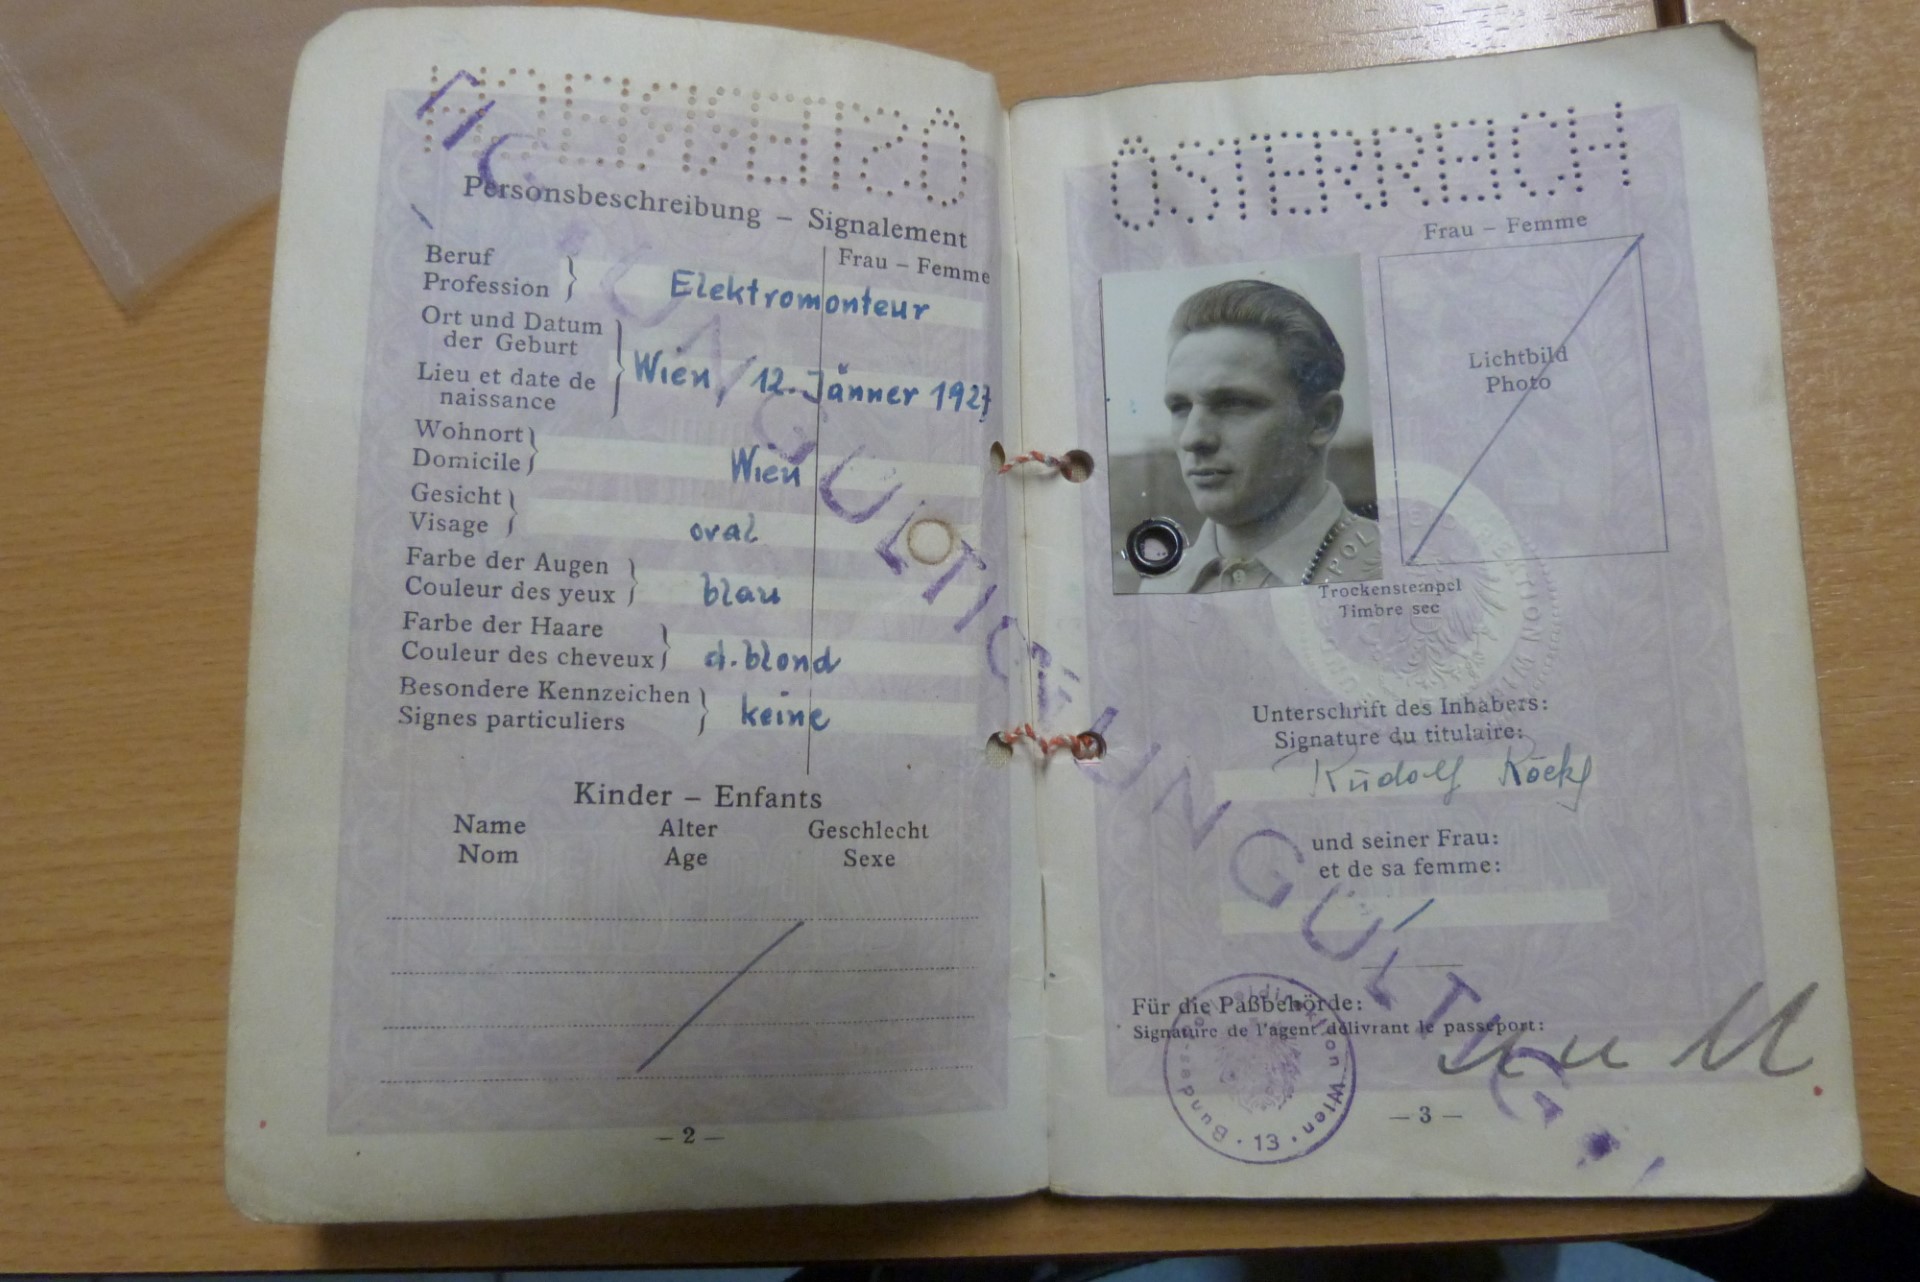 Personsbeschreibung – Signalement
Frau – Femme
Beruf
Profession
Elektromonteur
Ort und Datum
der Geburt
Lieu et date de
naissance
Wien / 12. Jänner 1927
Wohnort
Domicile
Wien
Gesicht
Visage
oval
Farbe der Augen
Couleur des yeux
blau
Farbe der Haare
Couleur des cheveux
d.blond
Besondere Kennzeichen
Signes particuliers
keine
Kinder – Enfants
Name Alter Geschlecht
Nom Age Sexe
– 2 –
UNGÜLTIG!
ÖSTERREICH
Frau – Femme
Lichtbild
Photo
POL
Trockenstempel
Timbre sec
Unterschrift des Inhabers:
Signature du titulaire:
Rudolf
und seiner Frau:
et de sa femme:
Für die Paßbehörde:
Signature de l'agent délivrant le passeport:
UNGÜLTIG!
Bundespolizeidirektion Wien
13
– 3 –